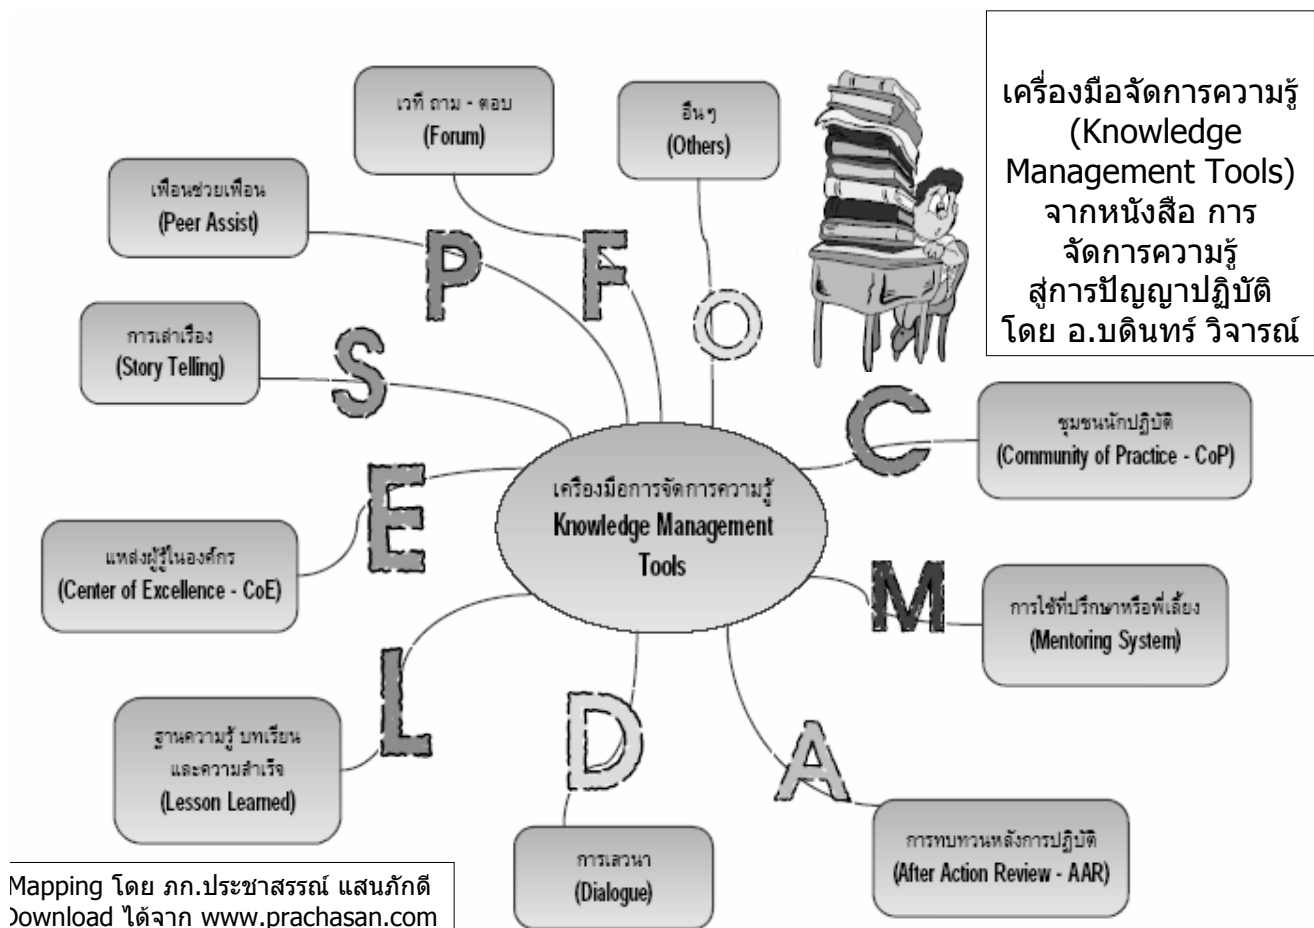 เครื่องมือจัดการความรู้
(Knowledge
Management Tools)
จากหนังสือ การ
จัดการความรู้
สู่การปัญญาปฏิบัติ
โดย อ.บดินทร์ วิจารณ์
เวที ถาม - ตอบ
(Forum)
อื่นๆ
(Others)
เพื่อนช่วยเพื่อน
(Peer Assist)
P
F
O
การเล่าเรื่อง
(Story Telling)
S
C
ชุมชนนักปฏิบัติ
(Community of Practice - CoP)
เครื่องมือการจัดการความรู้
Knowledge Management
Tools
E
แหล่งผู้รู้ในองค์กร
(Center of Excellence - CoE)
M
การใช้ที่ปรึกษาหรือพี่เลี้ยง
(Mentoring System)
L
ฐานความรู้ บทเรียน
และความสำเร็จ
(Lesson Learned)
D
การเสวนา
(Dialogue)
A
การทบทวนหลังการปฏิบัติ
(After Action Review - AAR)
Mapping โดย ภก.ประชาสรรณ์ แสนภักดี
Download ได้จาก www.prachasan.com